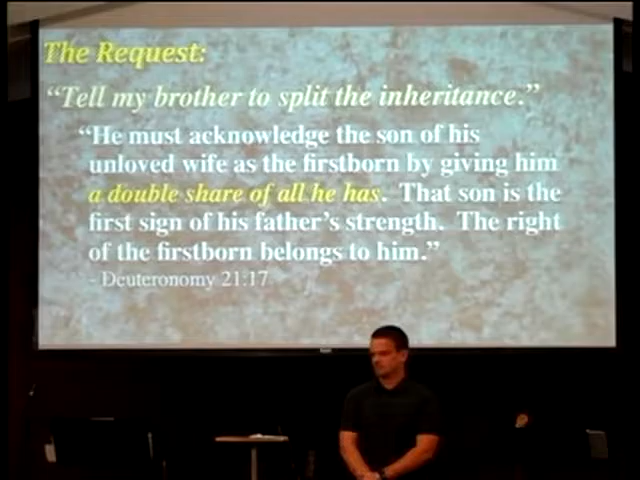 The Request:
“Tell my brother to split the inheritance.”
“He must acknowledge the son of his
unloved wife as the firstborn by giving him
a double share of all he has. That son is the
first sign of his father’s strength. The right
of the firstborn belongs to him.”
- Deuteronomy 21:17